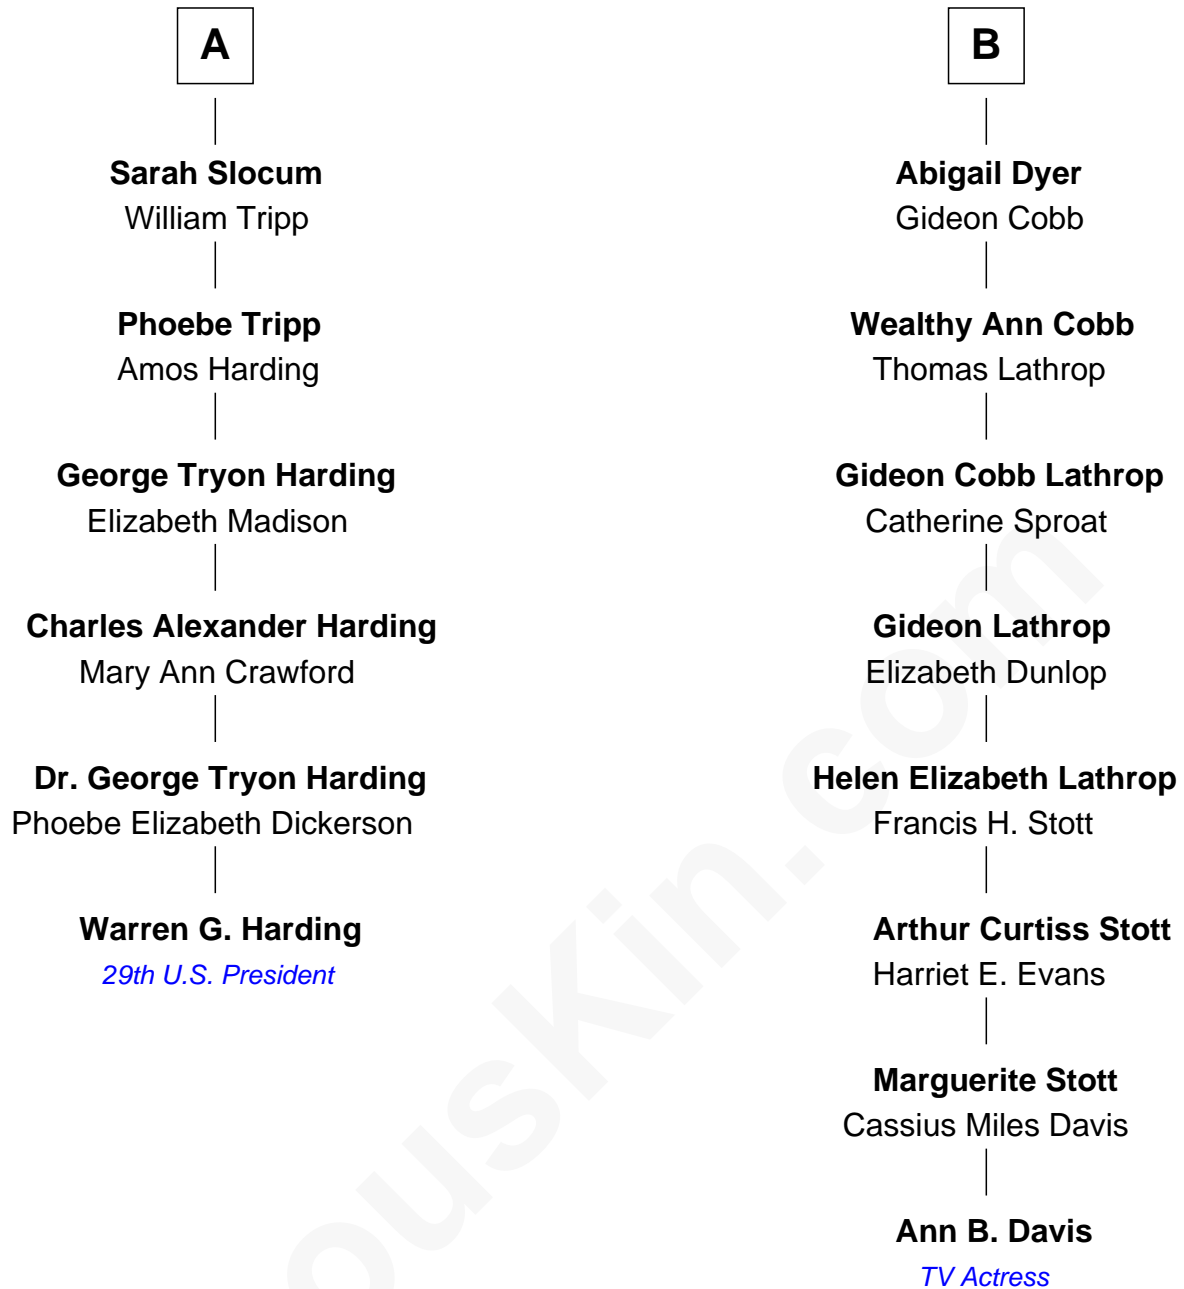 A
Sarah Slocum
William Tripp
Phoebe Tripp
Amos Harding
George Tryon Harding
Elizabeth Madison
Charles Alexander Harding
Mary Ann Crawford
Dr. George Tryon Harding
Phoebe Elizabeth Dickerson
Warren G. Harding
29th U.S. President
B
Abigail Dyer
Gideon Cobb
Wealthy Ann Cobb
Thomas Lathrop
Gideon Cobb Lathrop
Catherine Sproat
Gideon Lathrop
Elizabeth Dunlop
Helen Elizabeth Lathrop
Francis H. Stott
Arthur Curtiss Stott
Harriet E. Evans
Marguerite Stott
Cassius Miles Davis
Ann B. Davis
TV Actress
ouskin.com